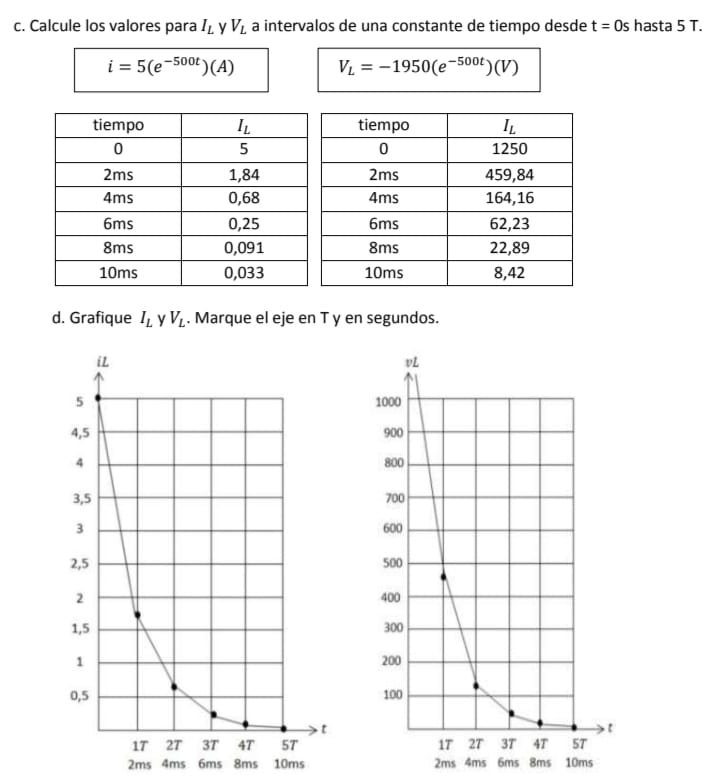 c. Calcule los valores para I_L y V_L a intervalos de una constante de tiempo desde t = 0s hasta 5 T.
i = 5(e^{-500t})(A)    V_L = -1950(e^{-500t})(V)
tiempo    I_L    tiempo    I_L
0    5    0    1250
2ms    1,84    2ms    459,84
4ms    0,68    4ms    164,16
6ms    0,25    6ms    62,23
8ms    0,091    8ms    22,89
10ms    0,033    10ms    8,42
d. Grafique I_L y V_L. Marque el eje en T y en segundos.
iL
5
4,5
4
3,5
3
2,5
2
1,5
1
0,5
t
1T 2T 3T 4T 5T
2ms 4ms 6ms 8ms 10ms
vL
1000
900
800
700
600
500
400
300
200
100
t
1T 2T 3T 4T 5T
2ms 4ms 6ms 8ms 10ms